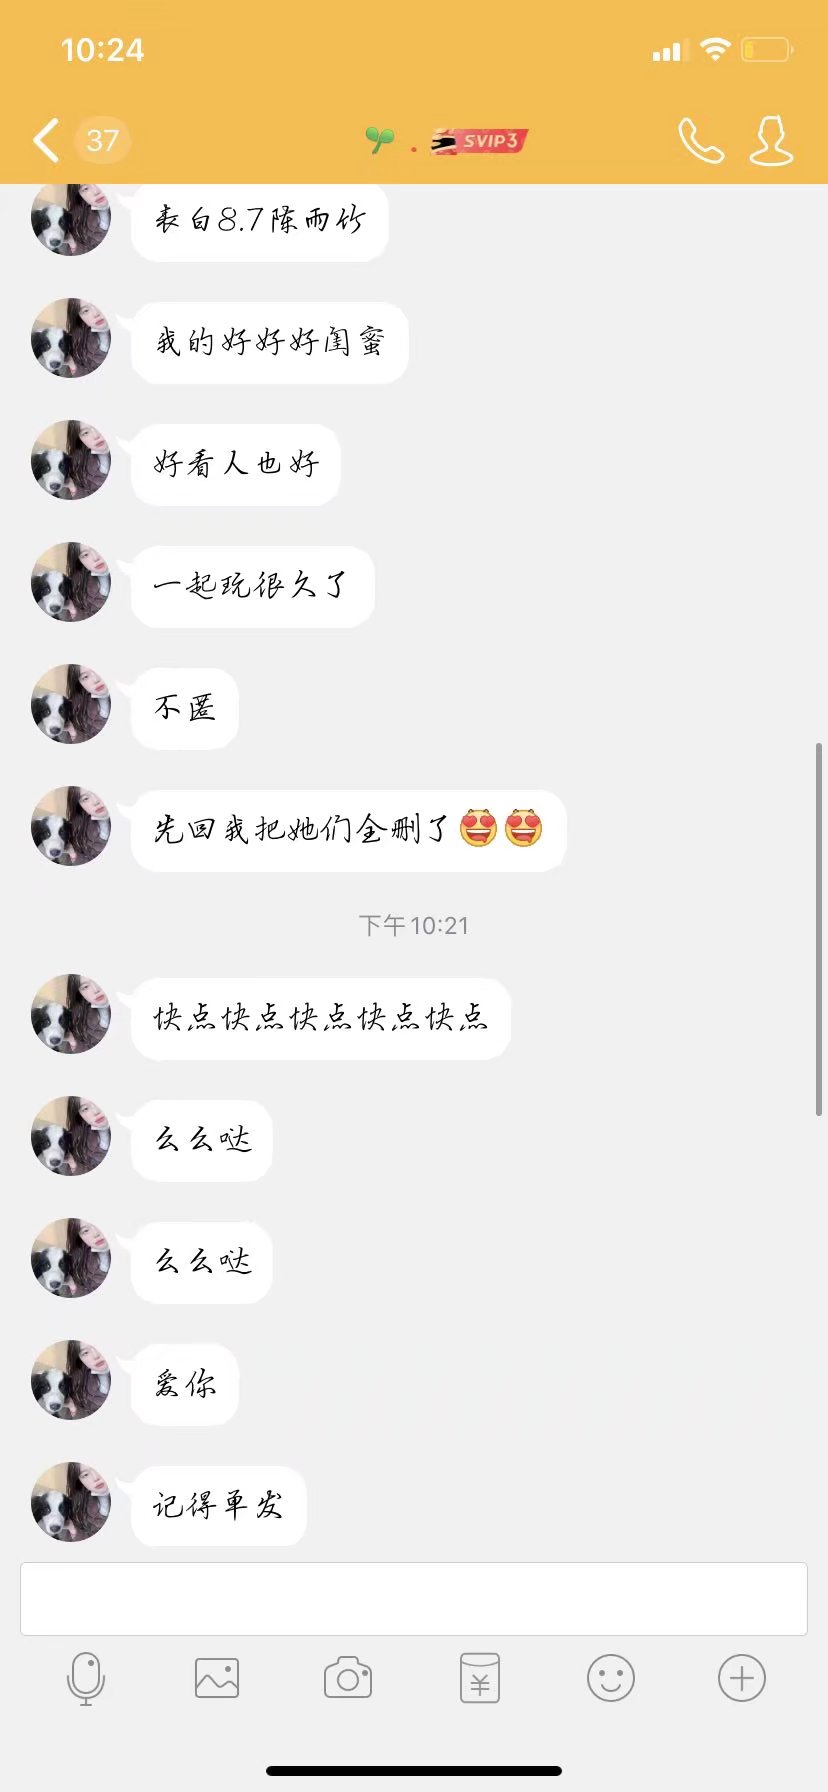 10:24
37
SVIP3
表白8.7陈雨竹
我的好好好闺蜜
好看人也好
一起玩很久了
不匿
先回我把她们全删了
下午10:21
快点快点快点快点快点
么么哒
么么哒
爱你
记得单发
¥